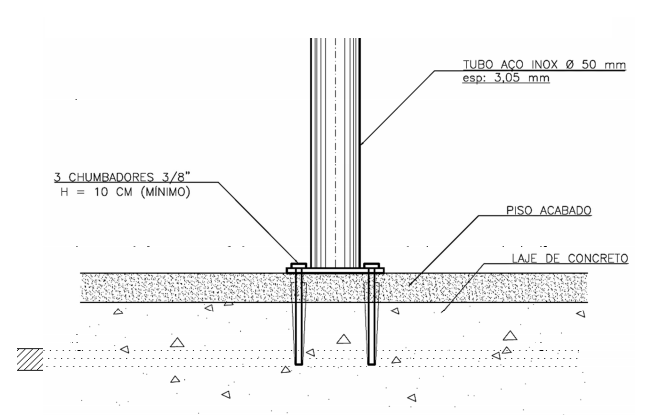 TUBO AÇO INOX Ø 50 mm
esp: 3,05 mm
3 CHUMBADORES 3/8"
H = 10 CM (MÍNIMO)
PISO ACABADO
LAJE DE CONCRETO